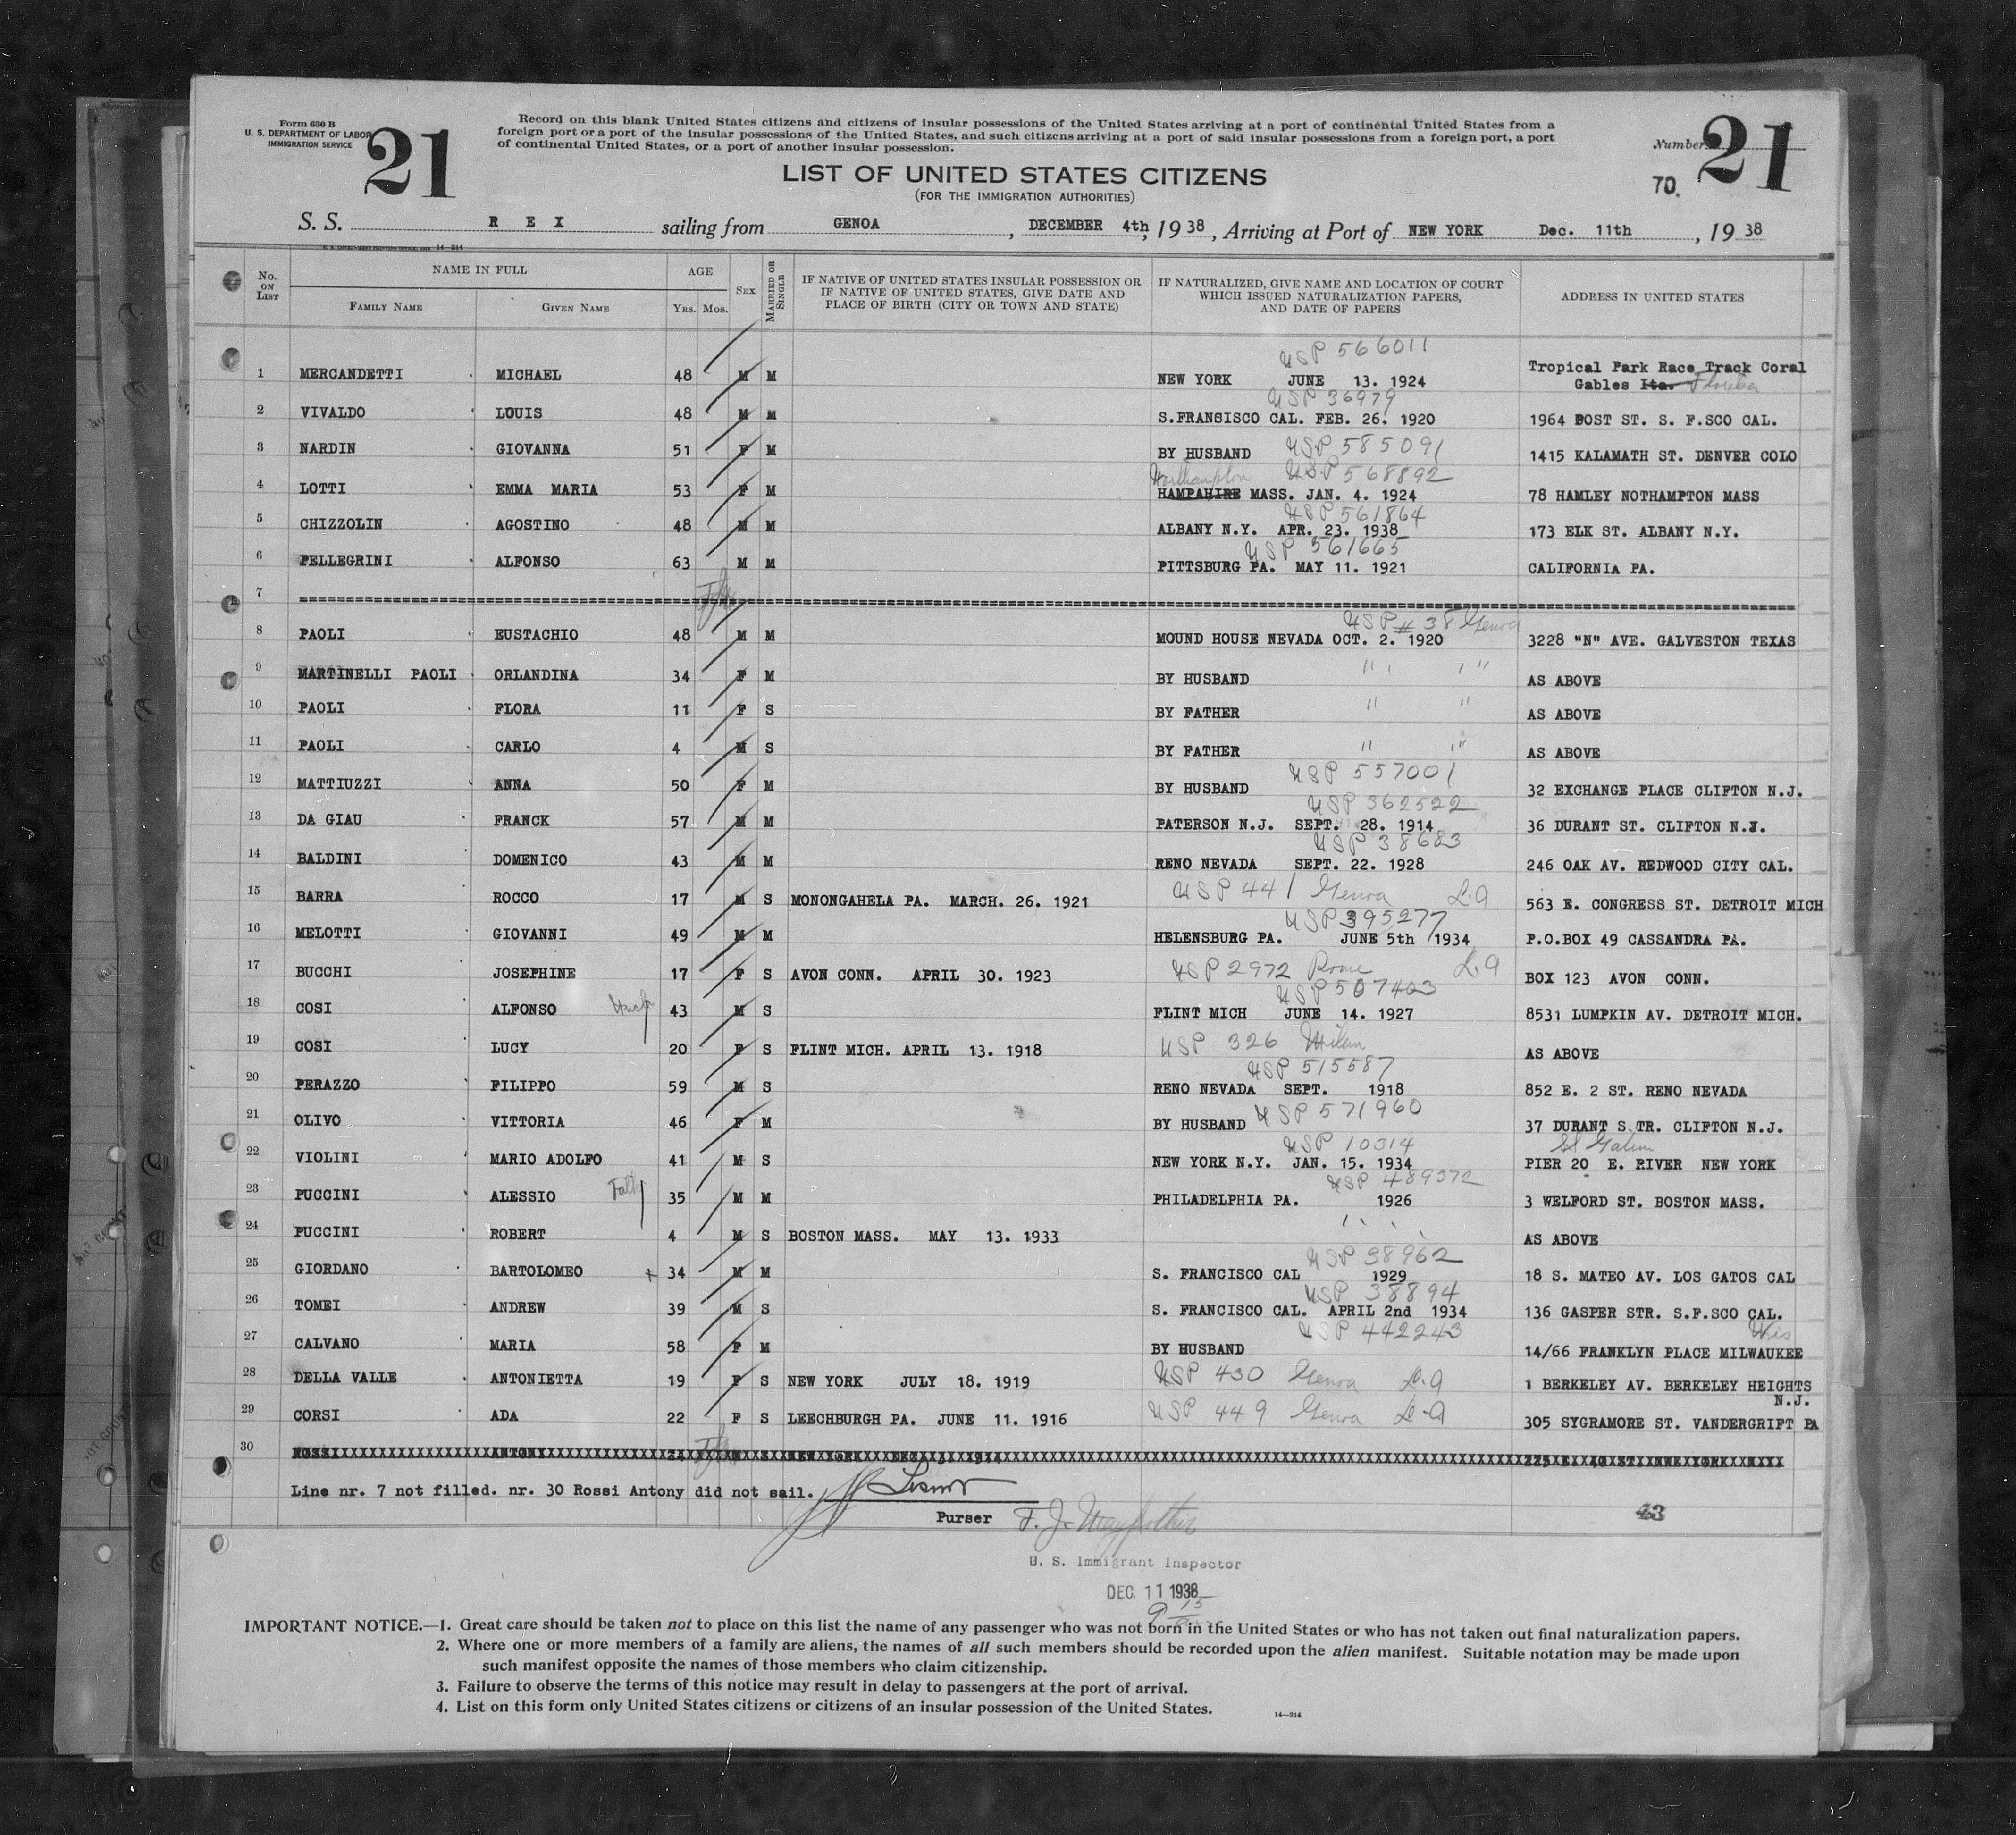 Form 630 B
U. S. DEPARTMENT OF LABOR
IMMIGRATION SERVICE
21
Record on this blank United States citizens and citizens of insular possessions of the United States arriving at a port of continental United States from a
foreign port or a port of the insular possessions of the United States, and such citizens arriving at a port of said insular possessions from a foreign port, a port
of continental United States, or a port of another insular possession.
Number 21
70.
LIST OF UNITED STATES CITIZENS
(FOR THE IMMIGRATION AUTHORITIES)
S. S. R E X sailing from GENOA, DECEMBER 4th, 1938, Arriving at Port of NEW YORK Dec. 11th, 1938
14-214
No. ON LIST NAME IN FULL FAMILY NAME GIVEN NAME AGE YRS. MOS. SEX MARRIED OR SINGLE
IF NATIVE OF UNITED STATES INSULAR POSSESSION OR
IF NATIVE OF UNITED STATES, GIVE DATE AND
PLACE OF BIRTH (CITY OR TOWN AND STATE)
IF NATURALIZED, GIVE NAME AND LOCATION OF COURT
WHICH ISSUED NATURALIZATION PAPERS,
AND DATE OF PAPERS
ADDRESS IN UNITED STATES
USP 566011
1 MERCANDETTI MICHAEL 48 M M NEW YORK JUNE 13. 1924 Tropical Park Race Track Coral
Gables Ita. Florida
USP 36979
2 VIVALDO LOUIS 48 M M S.FRANSISCO CAL. FEB. 26. 1920 1964 POST ST. S. F.SCO CAL.
3 NARDIN GIOVANNA 51 F M BY HUSBAND USP 585091 1415 KALAMATH ST. DENVER COLO
Northampton USP 568892
4 LOTTI EMMA MARIA 53 F M HAMPAHIRE MASS. JAN. 4. 1924 78 HAMLEY NOTHAMPTON MASS
USP 561864
5 CHIZZOLIN AGOSTINO 48 M M ALBANY N.Y. APR. 23. 1938 173 ELK ST. ALBANY N.Y.
USP 561665
6 PELLEGRINI ALFONSO 63 M M PITTSBURG PA. MAY 11. 1921 CALIFORNIA PA.
7
USP # 38 Genoa
8 PAOLI EUSTACHIO 48 M M MOUND HOUSE NEVADA OCT. 2. 1920 3228 "N" AVE. GALVESTON TEXAS
9 MARTINELLI PAOLI ORLANDINA 34 F M BY HUSBAND " " AS ABOVE
10 PAOLI FLORA 11 F S BY FATHER " " AS ABOVE
11 PAOLI CARLO 4 M S BY FATHER " " AS ABOVE
USP 557001
12 MATTIUZZI ANNA 50 F M BY HUSBAND 32 EXCHANGE PLACE CLIFTON N.J.
USP 362522
13 DA GIAU FRANCK 57 M M PATERSON N.J. SEPT. 28. 1914 36 DURANT ST. CLIFTON N.J.
USP 38683
14 BALDINI DOMENICO 43 M M RENO NEVADA SEPT. 22. 1928 246 OAK AV. REDWOOD CITY CAL.
15 BARRA ROCCO 17 M S MONONGAHELA PA. MARCH. 26. 1921 USP 441 Genoa L.A 563 E. CONGRESS ST. DETROIT MICH
USP 395277
16 MELOTTI GIOVANNI 49 M M HELENSBURG PA. JUNE 5th 1934 P.O.BOX 49 CASSANDRA PA.
17 BUCCHI JOSEPHINE 17 F S AVON CONN. APRIL 30. 1923 USP 2972 Rome L.A BOX 123 AVON CONN.
USP 507403
18 COSI ALFONSO 43 M S FLINT MICH JUNE 14. 1927 8531 LUMPKIN AV. DETROIT MICH.
19 COSI LUCY 20 F S FLINT MICH. APRIL 13. 1918 USP 326 Milan AS ABOVE
USP 515587
20 PERAZZO FILIPPO 59 M S RENO NEVADA SEPT. 1918 852 E. 2 ST. RENO NEVADA
21 OLIVO VITTORIA 46 F M BY HUSBAND USP 571960 37 DURANT S TR. CLIFTON N.J.
USP 10314
22 VIOLINI MARIO ADOLFO 41 M S NEW YORK N.Y. JAN. 15. 1934 PIER 20 E. RIVER NEW YORK
USP 489372
23 PUCCINI ALESSIO 35 M M PHILADELPHIA PA. 1926 3 WELFORD ST. BOSTON MASS.
24 PUCCINI ROBERT 4 M S BOSTON MASS. MAY 13. 1933 AS ABOVE
USP 38962
25 GIORDANO BARTOLOMEO 34 M M S. FRANCISCO CAL 1929 18 S. MATEO AV. LOS GATOS CAL
USP 38894
26 TOMEI ANDREW 39 M S S. FRANCISCO CAL. APRIL 2nd 1934 136 GASPER STR. S.F.SCO CAL.
USP 442243 Wis
27 CALVANO MARIA 58 F M BY HUSBAND 14/66 FRANKLYN PLACE MILWAUKEE
28 DELLA VALLE ANTONIETTA 19 F S NEW YORK JULY 18. 1919 USP 430 Genoa L.A 1 BERKELEY AV. BERKELEY HEIGHTS
N.J.
29 CORSI ADA 22 F S LEECHBURGH PA. JUNE 11. 1916 USP 449 Genoa L.A 305 SYGRAMORE ST. VANDERGRIFT PA
30 ROSSI ANTONY 24 M S NEW YORK DEC. 3. 1914
Line nr. 7 not filled. nr. 30 Rossi Antony did not sail.
Purser
43
U. S. Immigrant Inspector
DEC. 11 1938
9 15
IMPORTANT NOTICE.—1. Great care should be taken not to place on this list the name of any passenger who was not born in the United States or who has not taken out final naturalization papers.
2. Where one or more members of a family are aliens, the names of all such members should be recorded upon the alien manifest. Suitable notation may be made upon
such manifest opposite the names of those members who claim citizenship.
3. Failure to observe the terms of this notice may result in delay to passengers at the port of arrival.
4. List on this form only United States citizens or citizens of an insular possession of the United States.
14—214